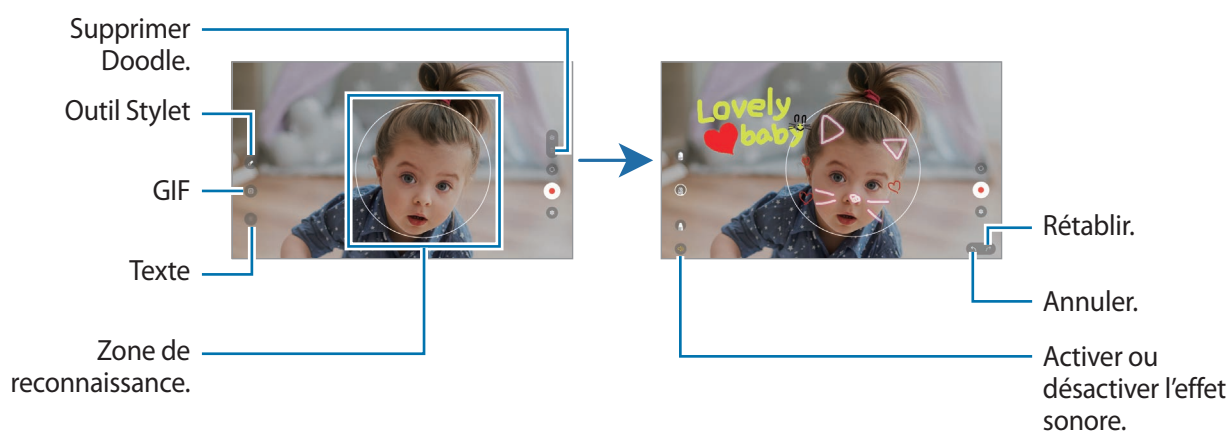 Supprimer
Doodle.
Outil Stylet
GIF
Texte
Zone de
reconnaissance.
Lovely
baby
Rétablir.
Annuler.
Activer ou
désactiver l’effet
sonore.